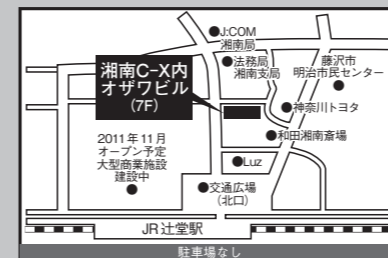 J:COM
湘南局
法務局
湘南支局
藤沢市
明治市民センター
湘南C-X内
オザワビル
(7F)
神奈川トヨタ
和田湘南斎場
2011年11月
オープン予定
大型商業施設
建設中
Luz
交通広場
(北口)
JR辻堂駅
駐車場なし